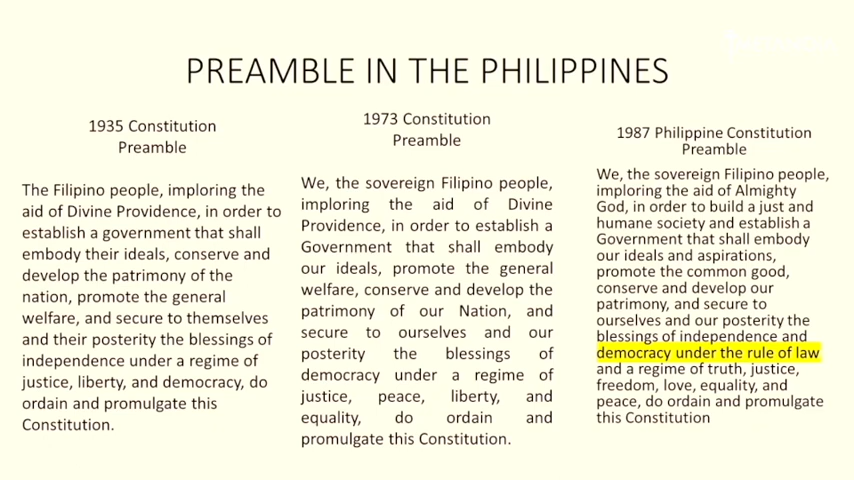 PREAMBLE IN THE PHILIPPINES
1935 Constitution
Preamble
The Filipino people, imploring the
aid of Divine Providence, in order to
establish a government that shall
embody their ideals, conserve and
develop the patrimony of the
nation, promote the general
welfare, and secure to themselves
and their posterity the blessings of
independence under a regime of
justice, liberty, and democracy, do
ordain and promulgate this
Constitution.
1973 Constitution
Preamble
We, the sovereign Filipino people,
imploring the aid of Divine
Providence, in order to establish a
Government that shall embody
our ideals, promote the general
welfare, conserve and develop the
patrimony of our Nation, and
secure to ourselves and our
posterity the blessings of
democracy under a regime of
justice, peace, liberty, and
equality, do ordain and
promulgate this Constitution.
1987 Philippine Constitution
Preamble
We, the sovereign Filipino people,
imploring the aid of Almighty
God, in order to build a just and
humane society and establish a
Government that shall embody
our ideals and aspirations,
promote the common good,
conserve and develop our
patrimony, and secure to
ourselves and our posterity the
blessings of independence and
democracy under the rule of law
and a regime of truth, justice,
freedom, love, equality, and
peace, do ordain and promulgate
this Constitution